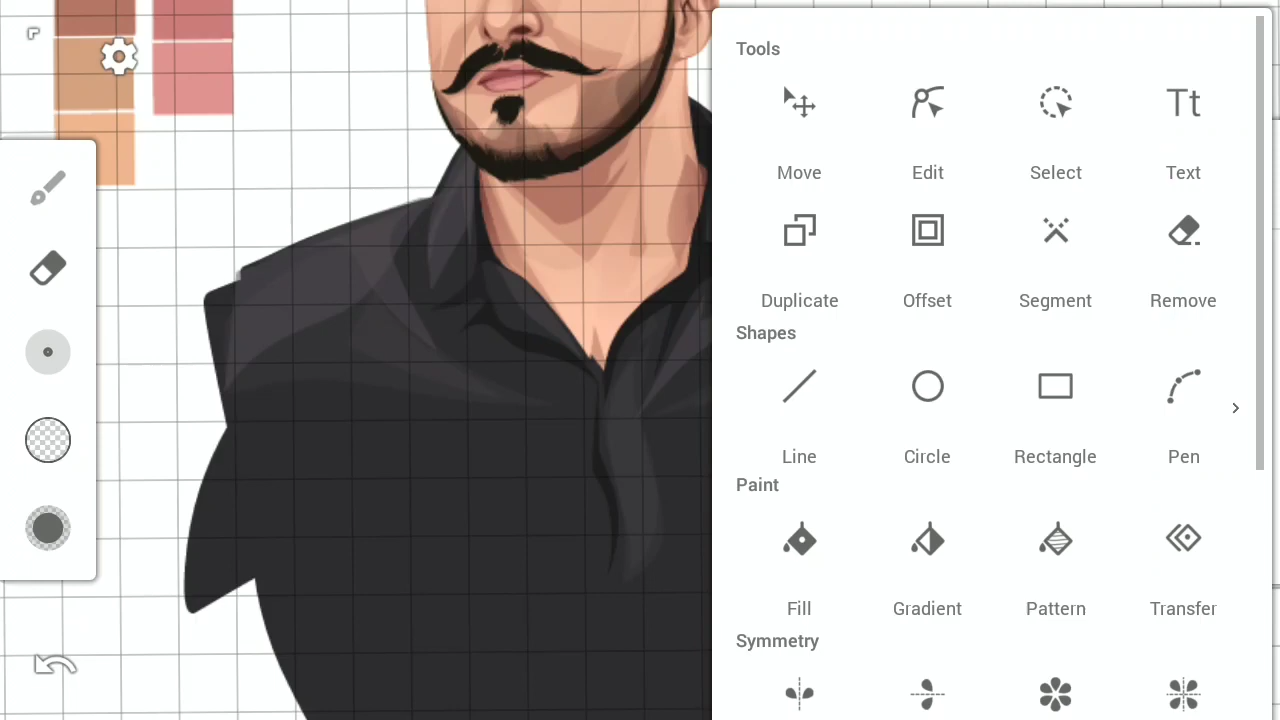 Tools
Move Edit Select Text
Duplicate Offset Segment Remove
Shapes
Line Circle Rectangle Pen
Paint
Fill Gradient Pattern Transfer
Symmetry